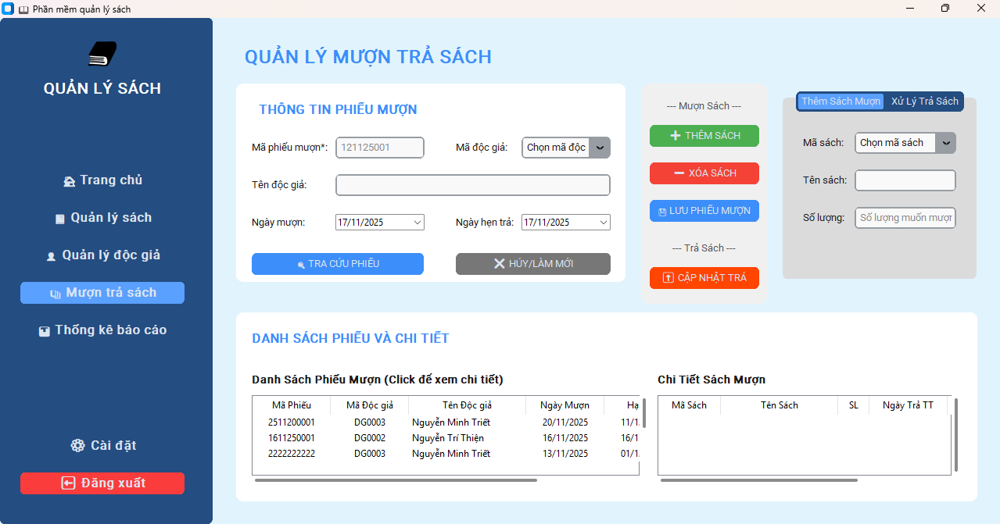 Phần mềm quản lý sách
QUẢN LÝ SÁCH
Trang chủ
Quản lý sách
Quản lý độc giả
Mượn trả sách
Thống kê báo cáo
Cài đặt
Đăng xuất
QUẢN LÝ MƯỢN TRẢ SÁCH
THÔNG TIN PHIẾU MƯỢN
Mã phiếu mượn*: 121125001 Mã độc giả: Chọn mã độc
Tên độc giả:
Ngày mượn: 17/11/2025 Ngày hẹn trả: 17/11/2025
TRA CỨU PHIẾU HỦY/LÀM MỚI
--- Mượn Sách ---
THÊM SÁCH
XÓA SÁCH
LƯU PHIẾU MƯỢN
--- Trả Sách ---
CẬP NHẬT TRẢ
Thêm Sách Mượn Xử Lý Trả Sách
Mã sách: Chọn mã sách
Tên sách:
Số lượng: Số lượng muốn mượn
DANH SÁCH PHIẾU VÀ CHI TIẾT
Danh Sách Phiếu Mượn (Click để xem chi tiết)
Mã Phiếu Mã Độc giả Tên Độc giả Ngày Mượn Hạ
2511200001 DG0003 Nguyễn Minh Triết 20/11/2025 11/1
1611250001 DG0002 Nguyễn Trí Thiện 16/11/2025 16/1
2222222222 DG0003 Nguyễn Minh Triết 13/11/2025 01/1
Chi Tiết Sách Mượn
Mã Sách Tên Sách SL Ngày Trả TT